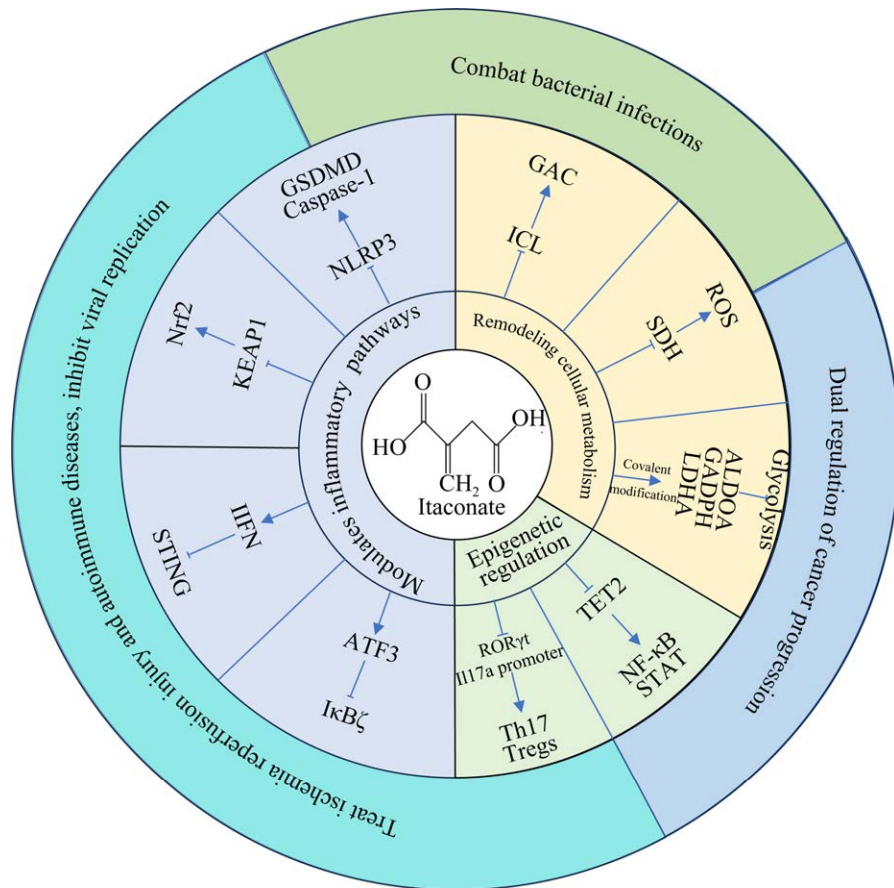 Combat bacterial infections
Dual regulation of cancer progression
Treat ischemia reperfusion injury and autoimmune diseases, inhibit viral replication
Remodeling cellular metabolism
GAC
ICL
SDH
ROS
Covalent
modification
ALDOA
GADPH
LDHA
Glycolysis
Epigenetic
regulation
TET2
NF-κB
STAT
RORγt
Il17a promoter
Th17
Tregs
Modulates inflammatory pathways
GSDMD
Caspase-1
NLRP3
Nrf2
KEAP1
IIFN
STING
ATF3
IκBζ
O
OH
HO
CH₂ O
Itaconate